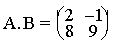 A.B = (2 -1
8 9)